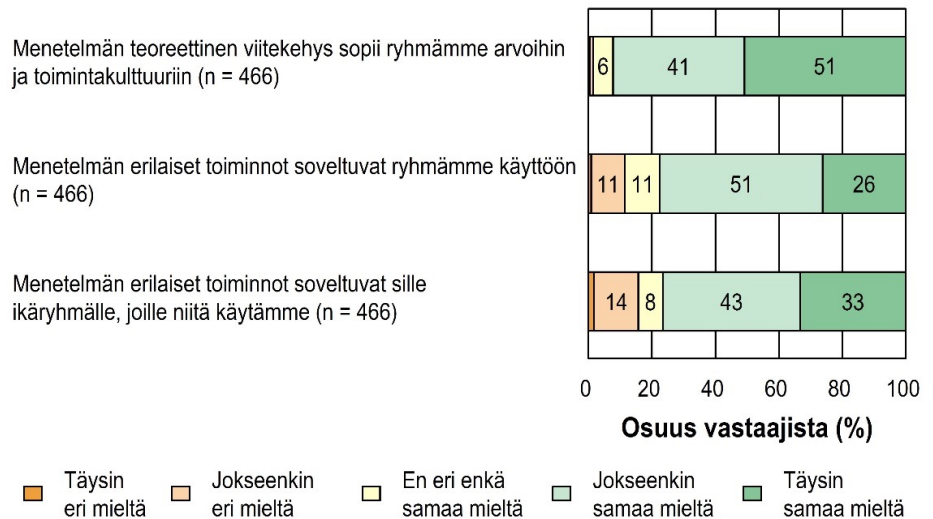 Menetelmän teoreettinen viitekehys sopii ryhmämme arvoihin
ja toimintakulttuuriin (n = 466)
6 41 51
Menetelmän erilaiset toiminnot soveltuvat ryhmämme käyttöön
(n = 466)
11 11 51 26
Menetelmän erilaiset toiminnot soveltuvat sille
ikäryhmälle, joille niitä käytämme (n = 466)
14 8 43 33
0 20 40 60 80 100
Osuus vastaajista (%)
Täysin
eri mieltä
Jokseenkin
eri mieltä
En eri enkä
samaa mieltä
Jokseenkin
samaa mieltä
Täysin
samaa mieltä